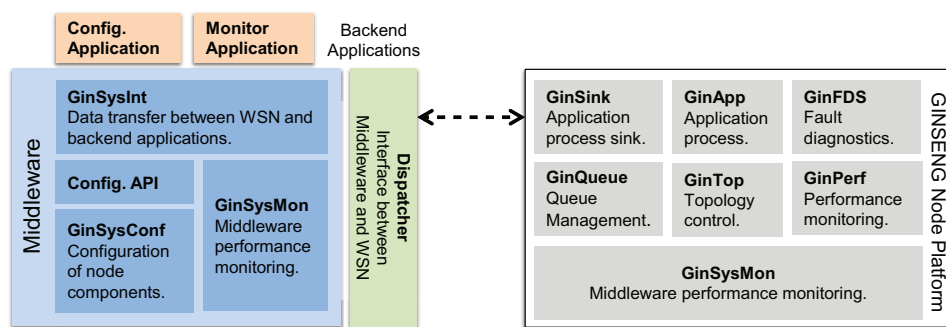 Config.
Application
Monitor
Application
Backend
Applications
Middleware
GinSysInt
Data transfer between WSN and
backend applications.
Config. API
GinSysConf
Configuration
of node
components.
GinSysMon
Middleware
performance
monitoring.
Dispatcher
Interface between
Middleware and WSN
GinSink
Application
process sink.
GinApp
Application
process.
GinFDS
Fault
diagnostics.
GinQueue
Queue
Management.
GinTop
Topology
control.
GinPerf
Performance
monitoring.
GinSysMon
Middleware performance monitoring.
GINSENG Node Platform